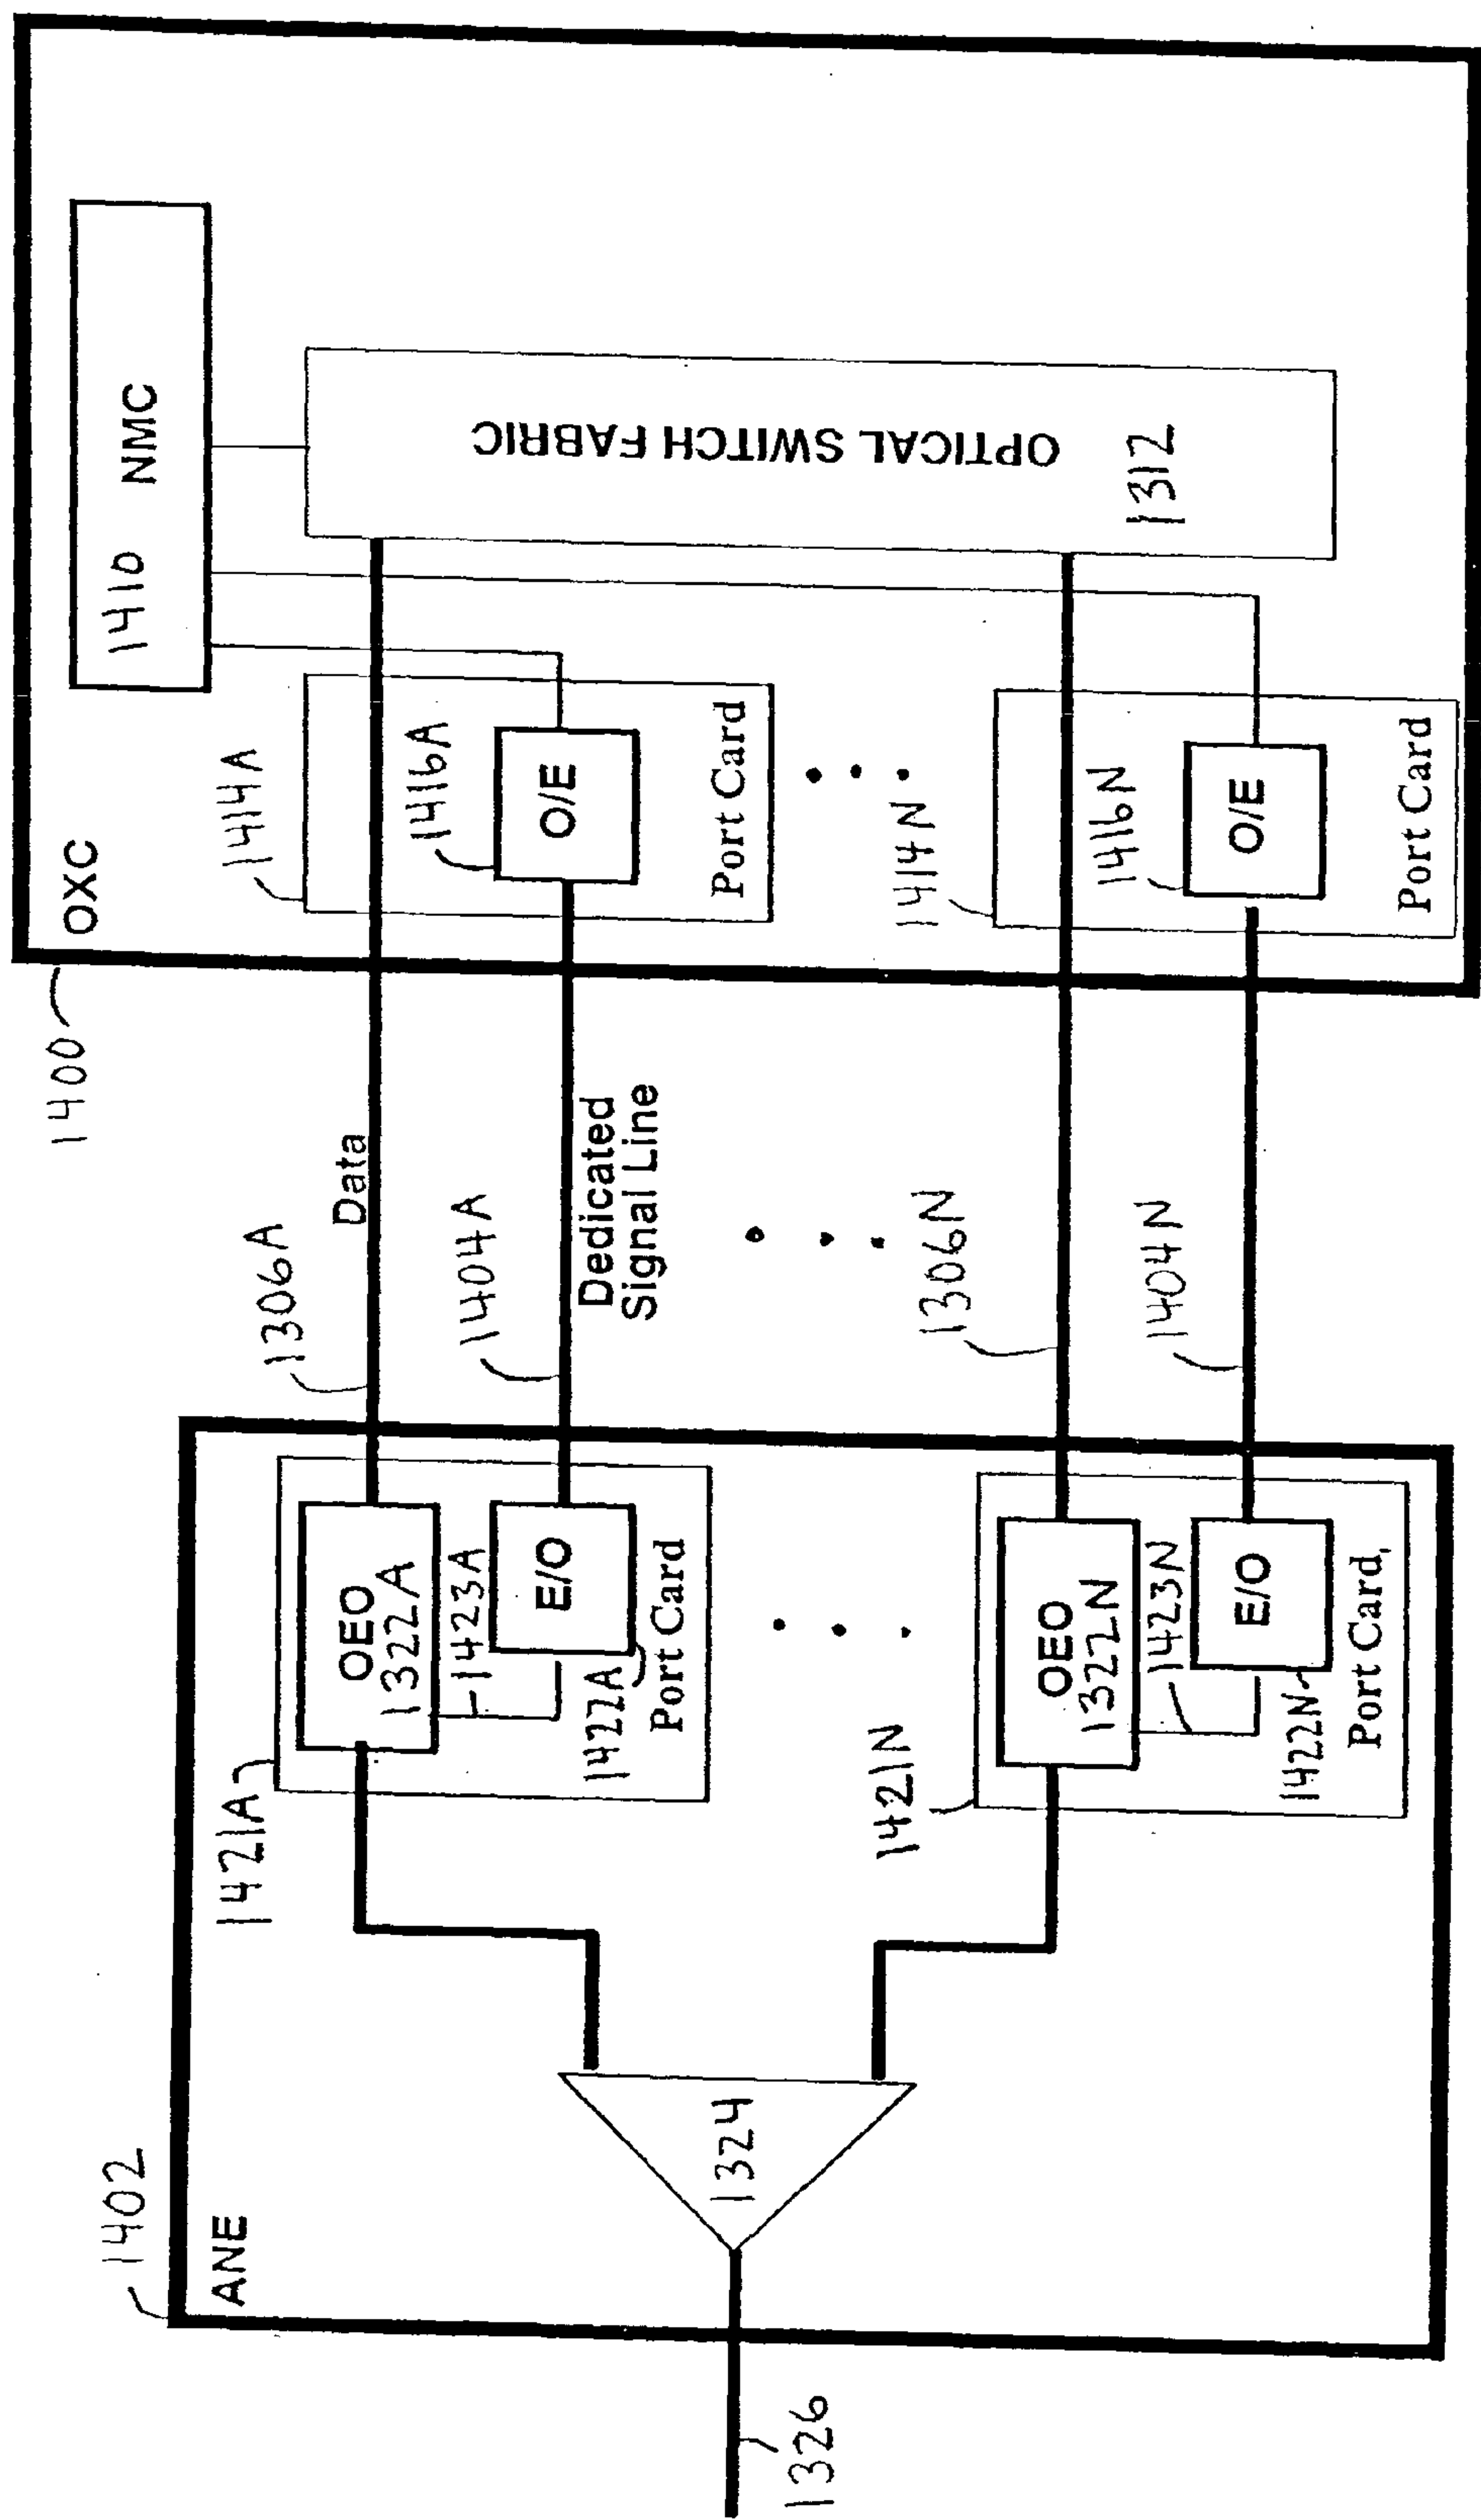 1402
ANE
1326
1324
1421A
OEO
1322A
1423A
E/O
1422A
Port Card
1421N
OEO
1322N
1423N
E/O
1422N
Port Card
1306A
Data
1404A
Dedicated
Signal Line
1306N
1404N
1400
OXC
1410 NMC
1414A
1416A
O/E
Port Card
1414N
1416N
O/E
Port Card
OPTICAL SWITCH FABRIC
1312